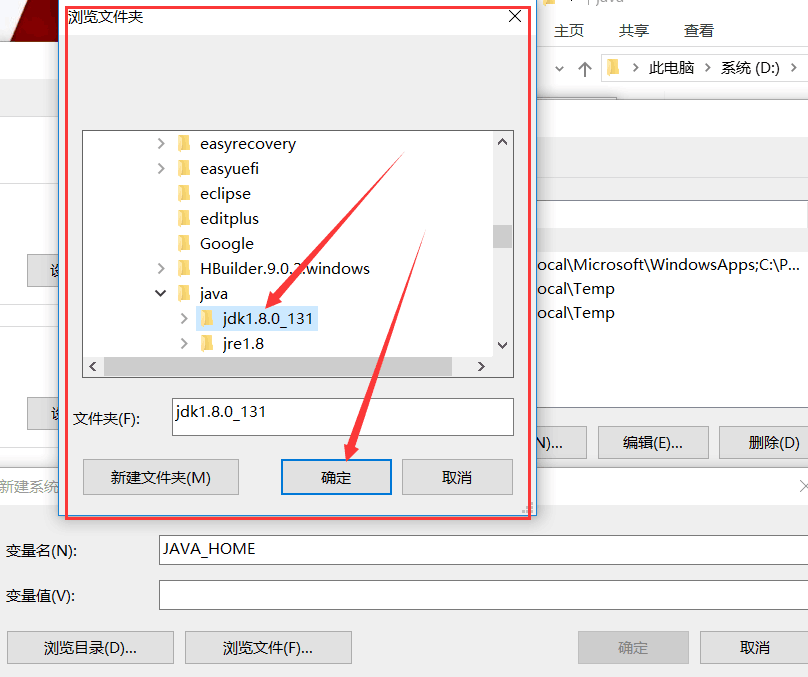 浏览文件夹
java
主页 共享 查看
此电脑 系统 (D:)
easyrecovery
easyuefi
eclipse
editplus
Google
HBuilder.9.0.2.windows
java
jdk1.8.0_131
jre1.8
文件夹(F):
jdk1.8.0_131
新建文件夹(M)
确定
取消
ocal\Microsoft\WindowsApps;C:\P...
ocal\Temp
ocal\Temp
N)...
编辑(E)...
删除(D)
新建系统
变量名(N):
JAVA_HOME
变量值(V):
浏览目录(D)...
浏览文件(F)...
确定
取消